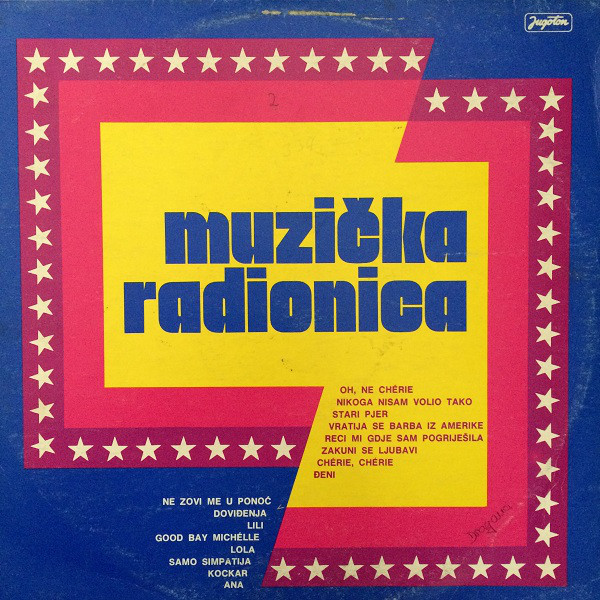 Jugoton
2
muzička
radionica
OH, NE CHÉRIE
NIKOGA NISAM VOLIO TAKO
STARI PJER
VRATIJA SE BARBA IZ AMERIKE
RECI MI GDJE SAM POGRIJEŠILA
ZAKUNI SE LJUBAVI
CHÉRIE, CHÉRIE
ĐENI
NE ZOVI ME U PONOĆ
DOVIĐENJA
LILI
GOOD BAY MICHÉLLE
LOLA
SAMO SIMPATIJA
KOCKAR
ANA